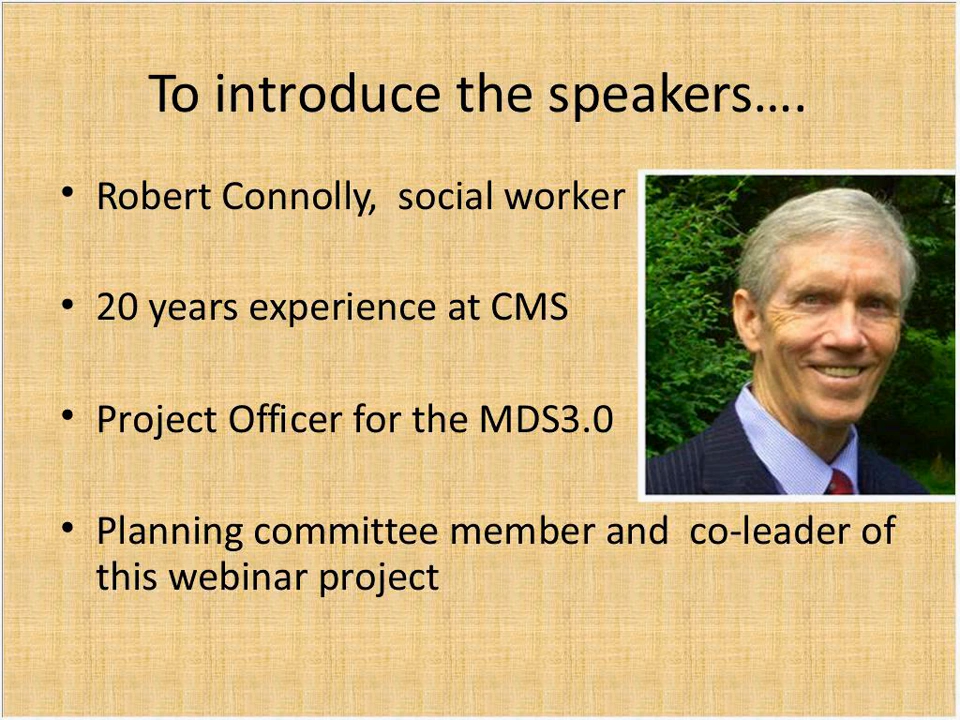 To introduce the speakers….
• Robert Connolly,  social worker
• 20 years experience at CMS
• Project Officer for the MDS3.0
• Planning committee member and  co-leader of
this webinar project